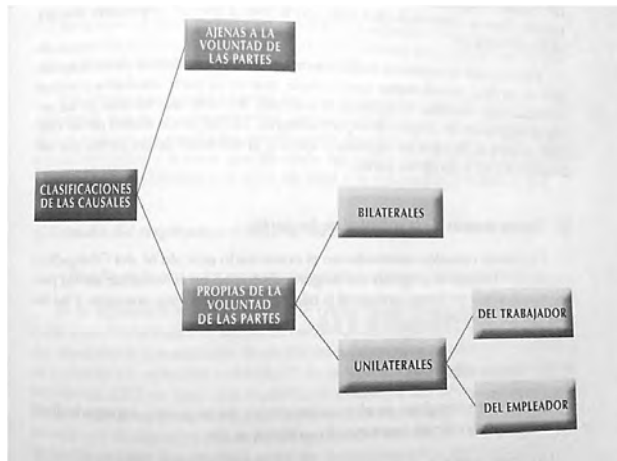 AJENAS A LA
VOLUNTAD DE
LAS PARTES
CLASIFICACIONES
DE LAS CAUSALES
BILATERALES
PROPIAS DE LA
VOLUNTAD
DE LAS PARTES
DEL TRABAJADOR
UNILATERALES
DEL EMPLEADOR